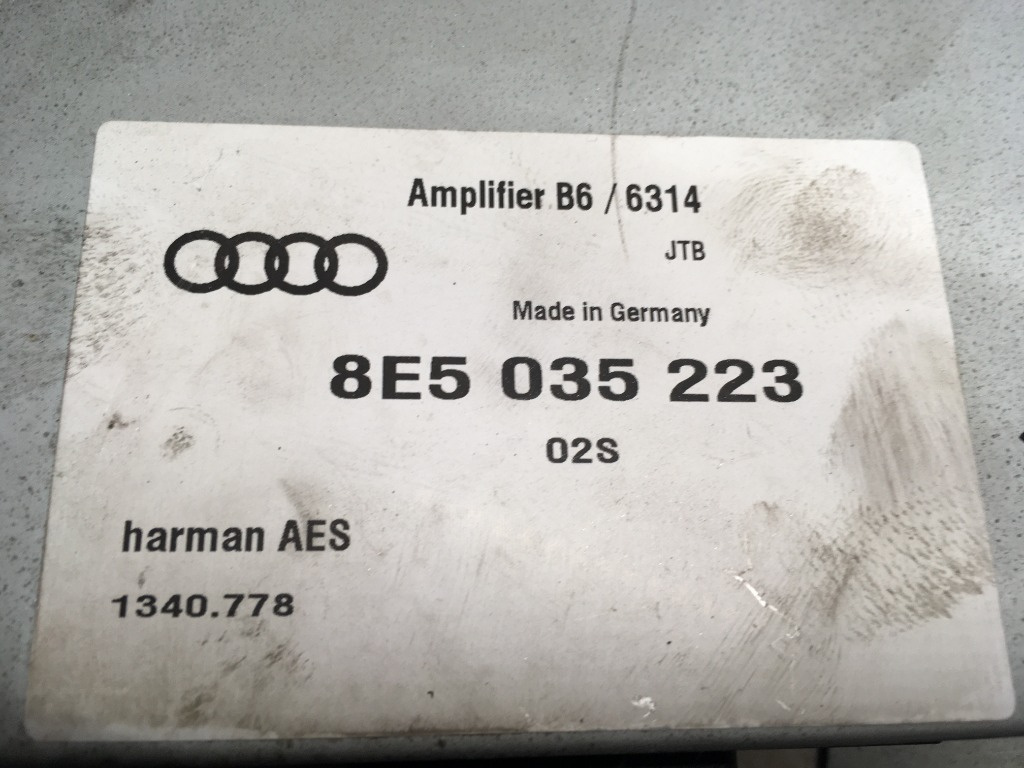 Amplifier B6 / 6314
JTB
Made in Germany
8E5 035 223
02S
harman AES
1340.778